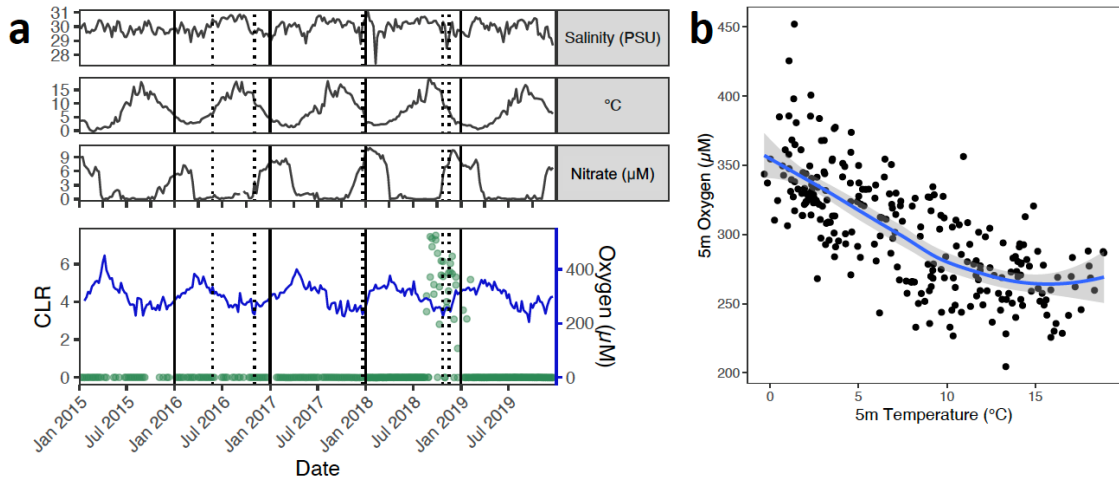 a
31
30
29
28
Salinity (PSU)
15
10
5
0
°C
9
6
3
0
Nitrate (µM)
6
4
2
0
CLR
400
200
0
Oxygen (µM)
Jan 2015
Jul 2015
Jan 2016
Jul 2016
Jan 2017
Jul 2017
Jan 2018
Jul 2018
Jan 2019
Jul 2019
Date
b
450
400
350
300
250
200
5m Oxygen (µM)
0
5
10
15
5m Temperature (°C)